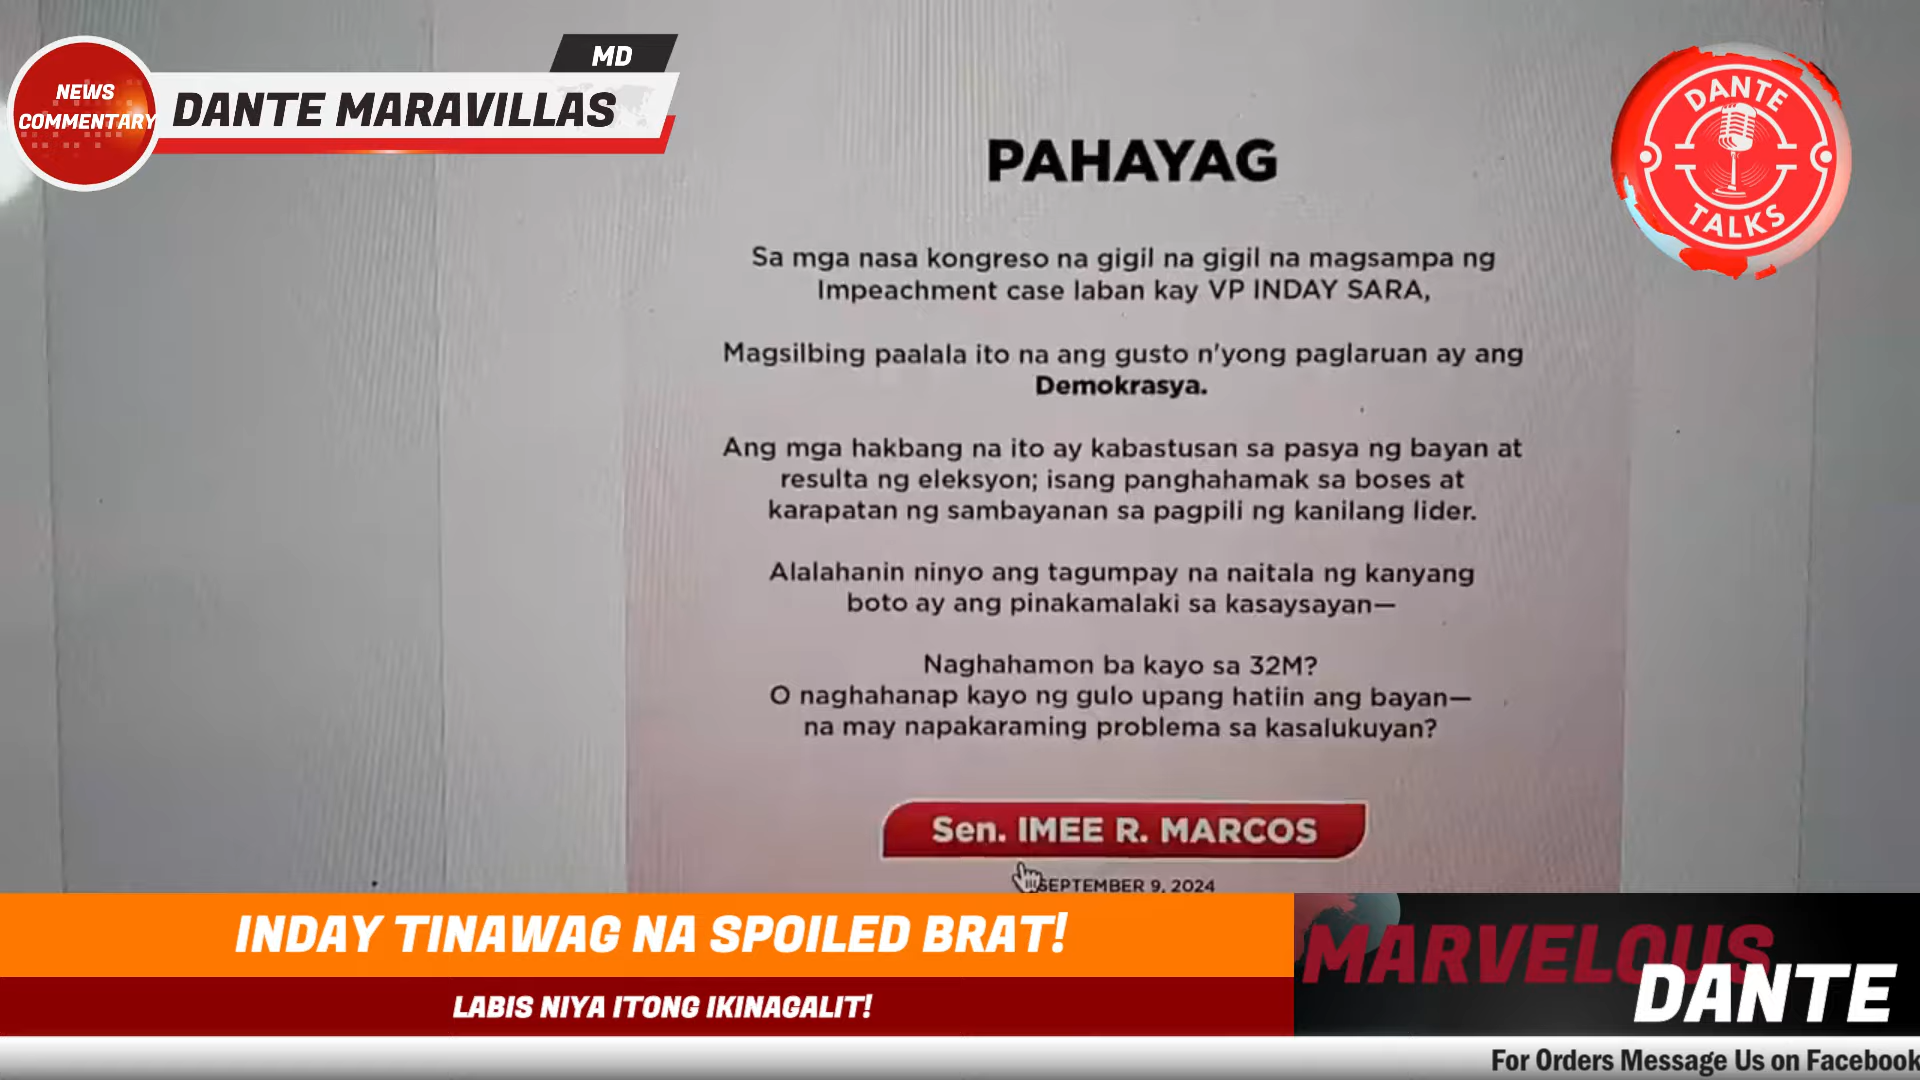 MD
NEWS
COMMENTARY
DANTE MARAVILLAS
DANTE
TALKS
PAHAYAG
Sa mga nasa kongreso na gigil na gigil na magsampa ng
Impeachment case laban kay VP INDAY SARA,
Magsilbing paalala ito na ang gusto n'yong paglaruan ay ang
Demokrasya.
Ang mga hakbang na ito ay kabastusan sa pasya ng bayan at
resulta ng eleksyon; isang panghahamak sa boses at
karapatan ng sambayanan sa pagpili ng kanilang lider.
Alalahanin ninyo ang tagumpay na naitala ng kanyang
boto ay ang pinakamalaki sa kasaysayan—
Naghahamon ba kayo sa 32M?
O naghahanap kayo ng gulo upang hatiin ang bayan—
na may napakaraming problema sa kasalukuyan?
Sen. IMEE R. MARCOS
SEPTEMBER 9, 2024
INDAY TINAWAG NA SPOILED BRAT!
LABIS NIYA ITONG IKINAGALIT!
MARVELOUS
DANTE
For Orders Message Us on Facebook